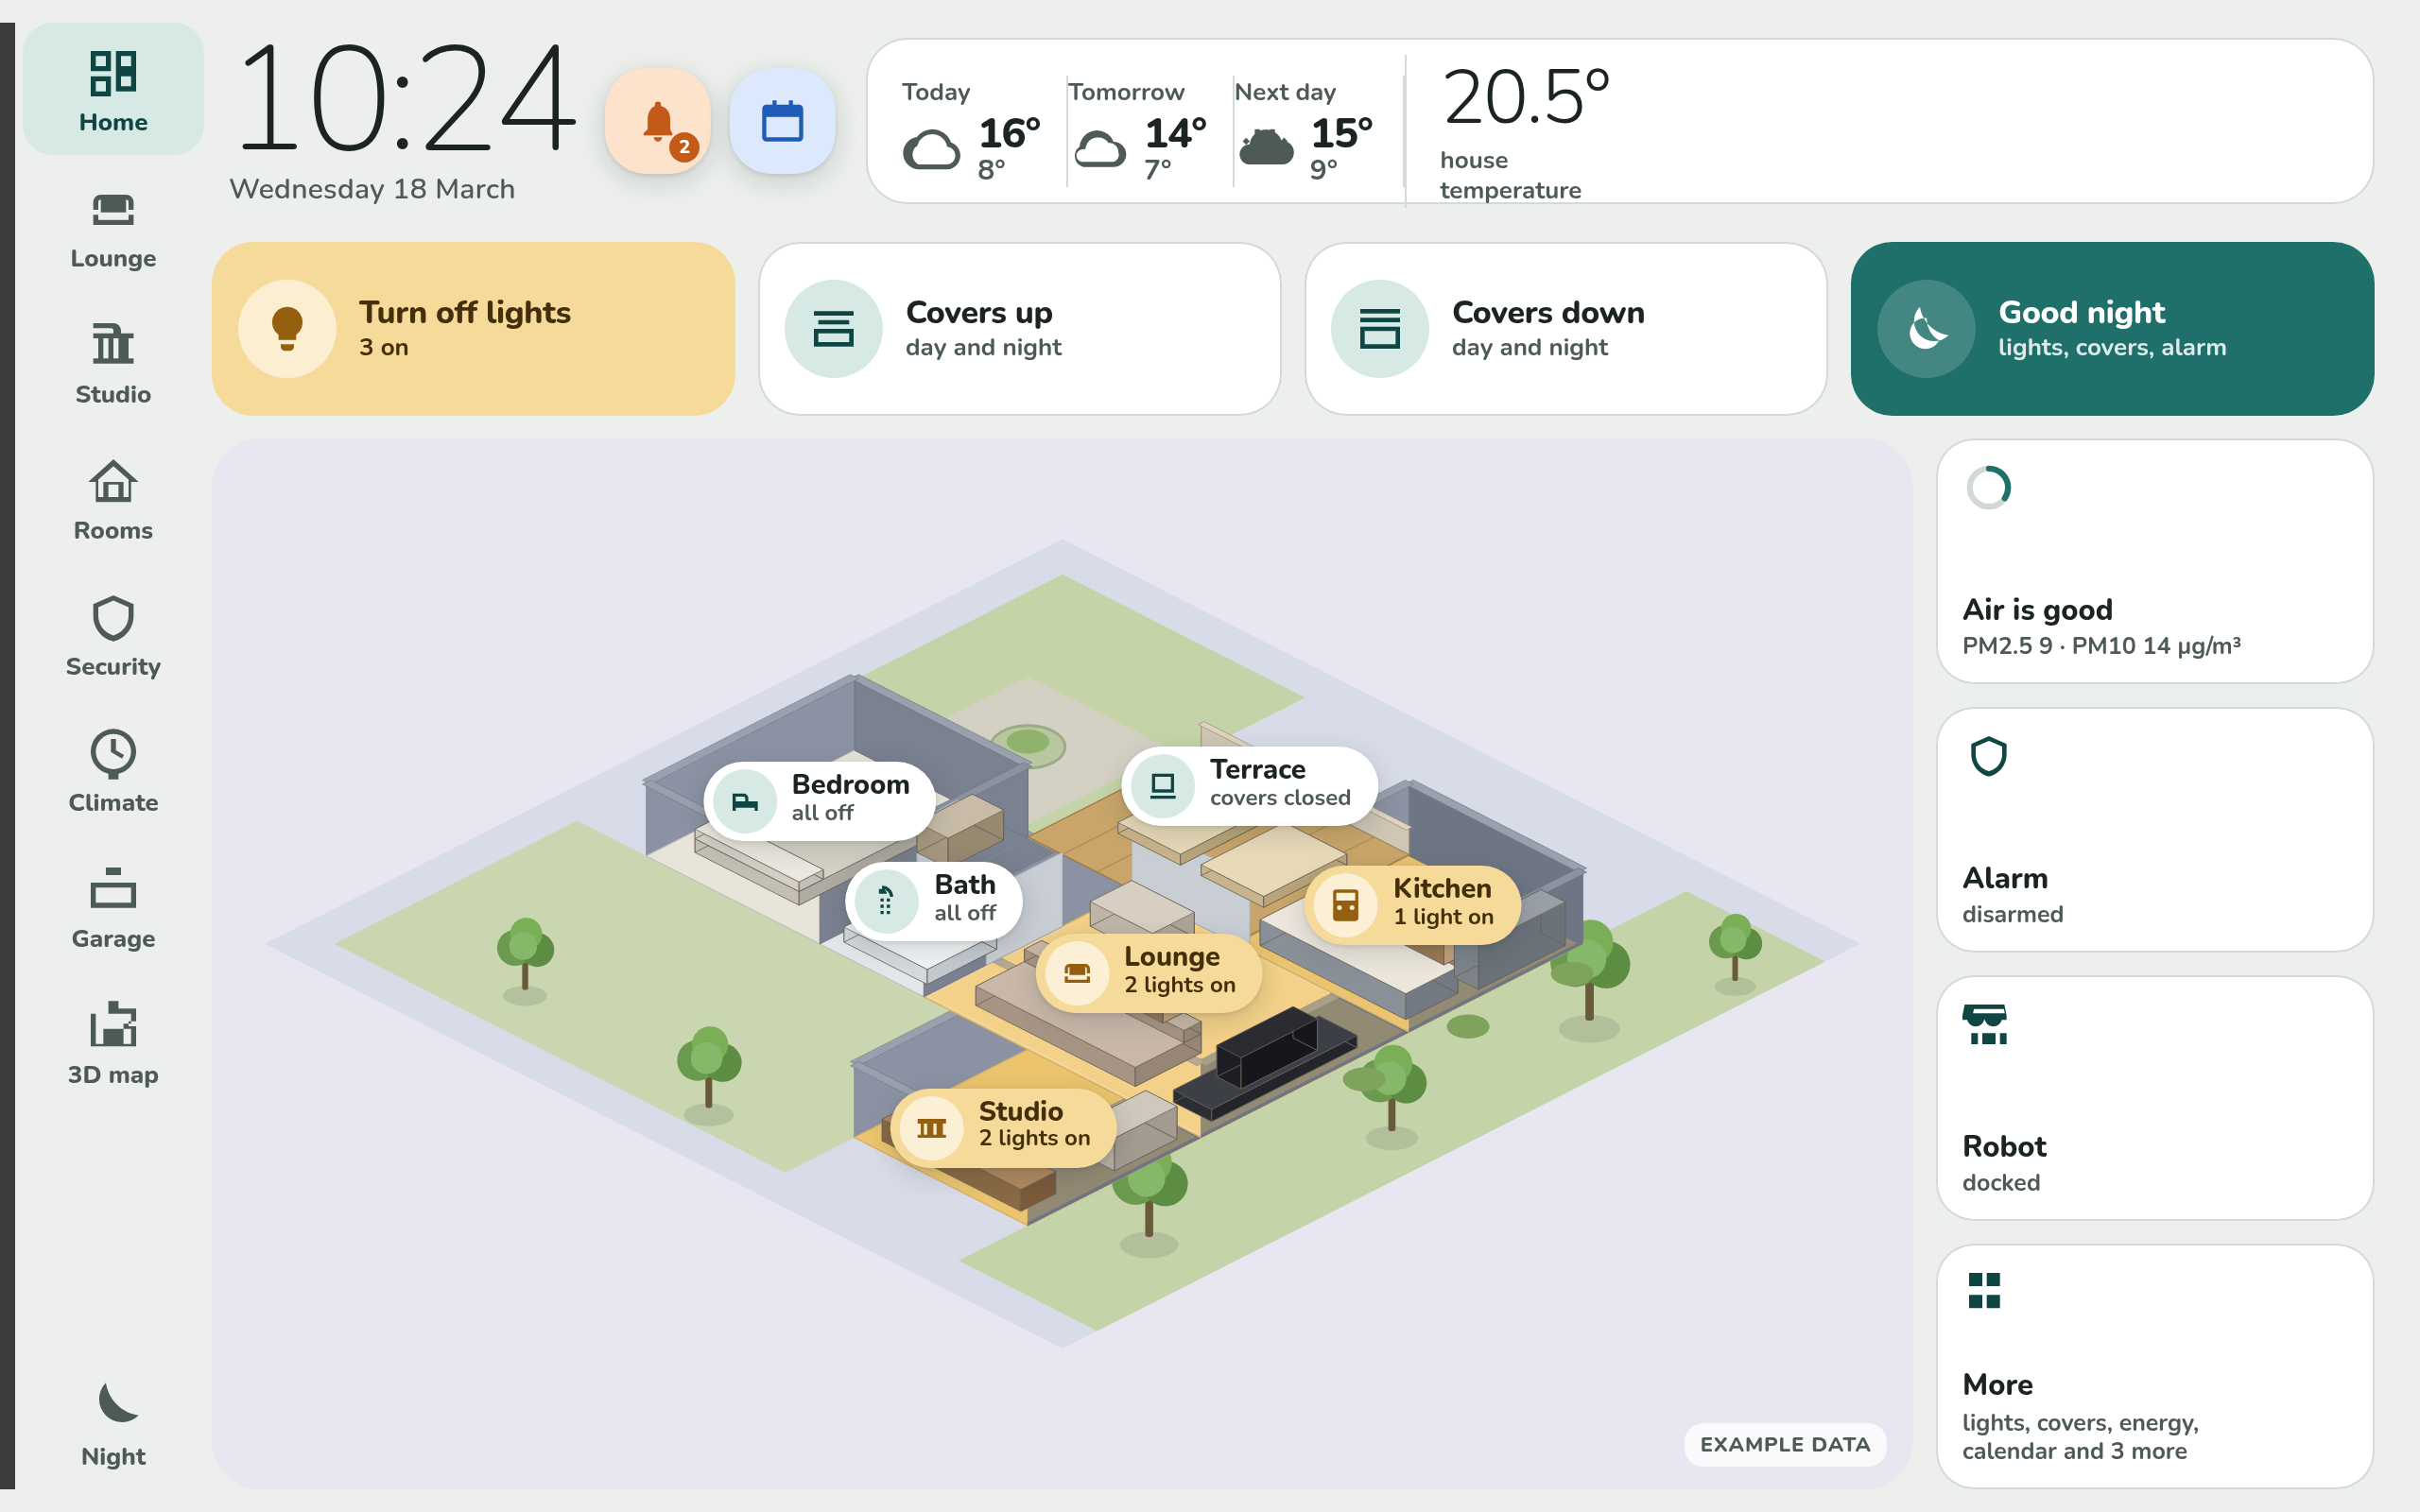 Home
Lounge
Studio
Rooms
Security
Climate
Garage
3D map
Night
10:24
Wednesday 18 March
2
Today
16°
8°
Tomorrow
14°
7°
Next day
15°
9°
20.5°
house
temperature
Turn off lights
3 on
Covers up
day and night
Covers down
day and night
Good night
lights, covers, alarm
Bedroom
all off
Terrace
covers closed
Bath
all off
Kitchen
1 light on
Lounge
2 lights on
Studio
2 lights on
EXAMPLE DATA
Air is good
PM2.5 9 · PM10 14 µg/m³
Alarm
disarmed
Robot
docked
More
lights, covers, energy,
calendar and 3 more